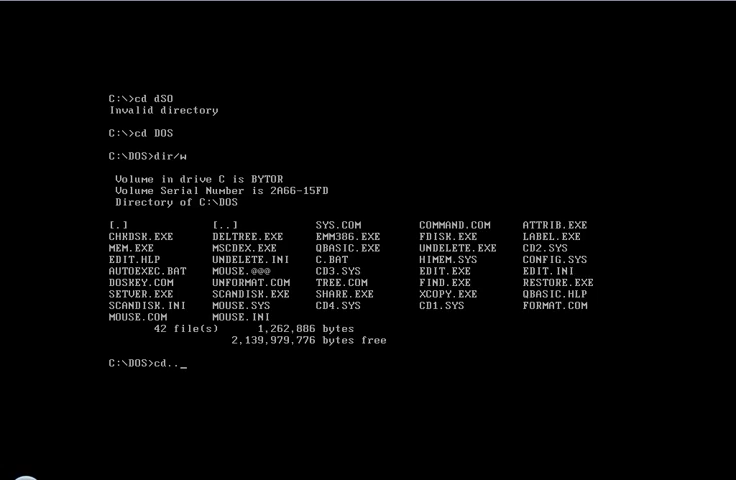 C:\>cd dSO
Invalid directory
C:\>cd DOS
C:\DOS>dir/w
Volume in drive C is BYTOR
Volume Serial Number is 2A66-15FD
Directory of C:\DOS
[.] [..] SYS.COM COMMAND.COM ATTRIB.EXE
CHKDSK.EXE DELTREE.EXE EMM386.EXE FDISK.EXE LABEL.EXE
MEM.EXE MSCDEX.EXE QBASIC.EXE UNDELETE.EXE CD2.SYS
EDIT.HLP UNDELETE.INI C.BAT HIMEM.SYS CONFIG.SYS
AUTOEXEC.BAT MOUSE.@@@ CD3.SYS EDIT.EXE EDIT.INI
DOSKEY.COM UNFORMAT.COM TREE.COM FIND.EXE RESTORE.EXE
SETVER.EXE SCANDISK.EXE SHARE.EXE XCOPY.EXE QBASIC.HLP
SCANDISK.INI MOUSE.SYS CD4.SYS CD1.SYS FORMAT.COM
MOUSE.COM MOUSE.INI
42 file(s) 1,262,886 bytes
2,139,979,776 bytes free
C:\DOS>cd.._